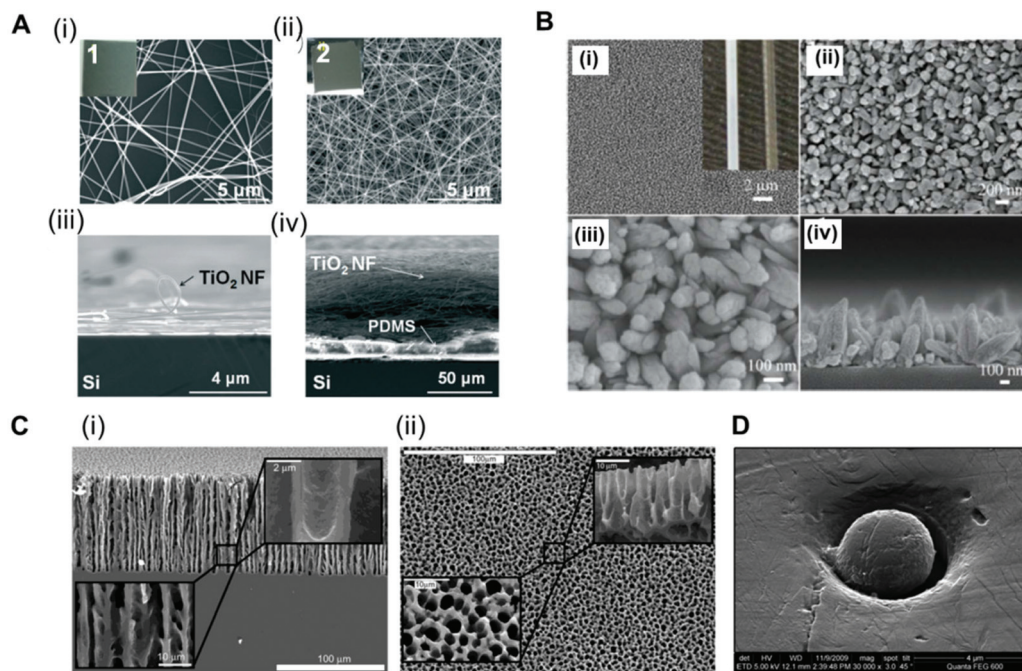 A
(i)
1
5 µm
(ii)
2
5 µm
(iii)
TiO2 NF
Si
4 µm
(iv)
TiO2 NF
PDMS
Si
50 µm
B
(i)
2 µm
(ii)
200 nm
(iii)
100 nm
(iv)
100 nm
C
(i)
2 µm
10 µm
100 µm
(ii)
100µm
10µm
10µm
D
det HV WD 11/9/2009 mag spot tilt 4 µm
ETD 5.00 kV 12.1 mm 2:39:48 PM 30 000 x 3.0 45 ° Quanta FEG 600